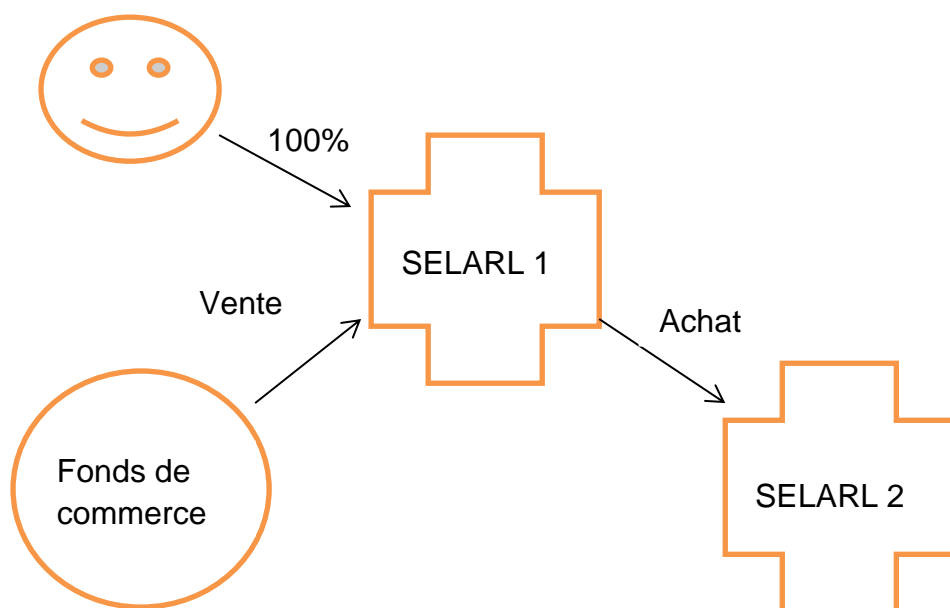 100%
SELARL 1
Vente
Achat
Fonds de
commerce
SELARL 2